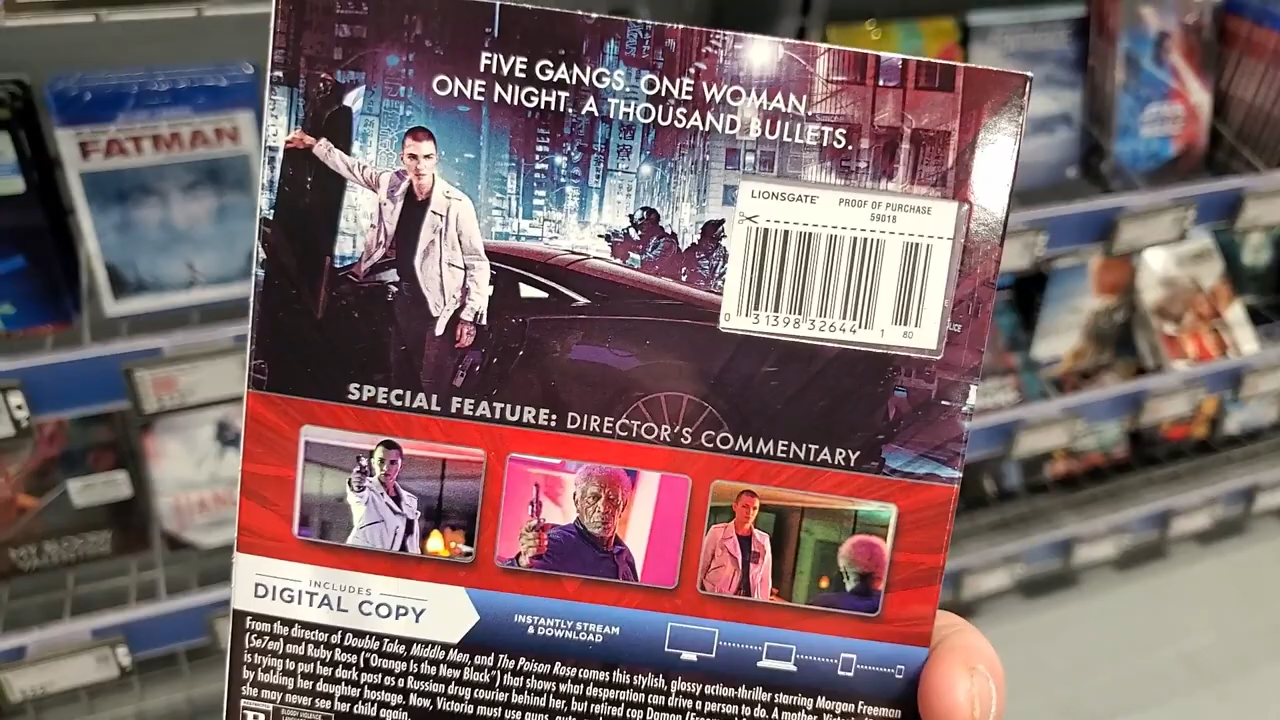 FATMAN
FIVE GANGS. ONE WOMAN.
ONE NIGHT. A THOUSAND BULLETS.
LIONSGATE PROOF OF PURCHASE
59018
0 31398 32644 1 80
SPECIAL FEATURE: DIRECTOR'S COMMENTARY
INCLUDES
DIGITAL COPY
INSTANTLY STREAM
& DOWNLOAD
From the director of Double Take, Middle Men, and The Poison Rose comes this stylish, glossy action-thriller starring Morgan Freeman
(Se7en) and Ruby Rose ("Orange Is the New Black") that shows what desperation can drive a person to do. A mother,
is trying to put her dark past as a Russian drug courier behind her, but retired cop Damon
by holding her daughter hostage. Now, Victoria must use guns,
she may never see her child again.
R BLOODY VIOLENCE